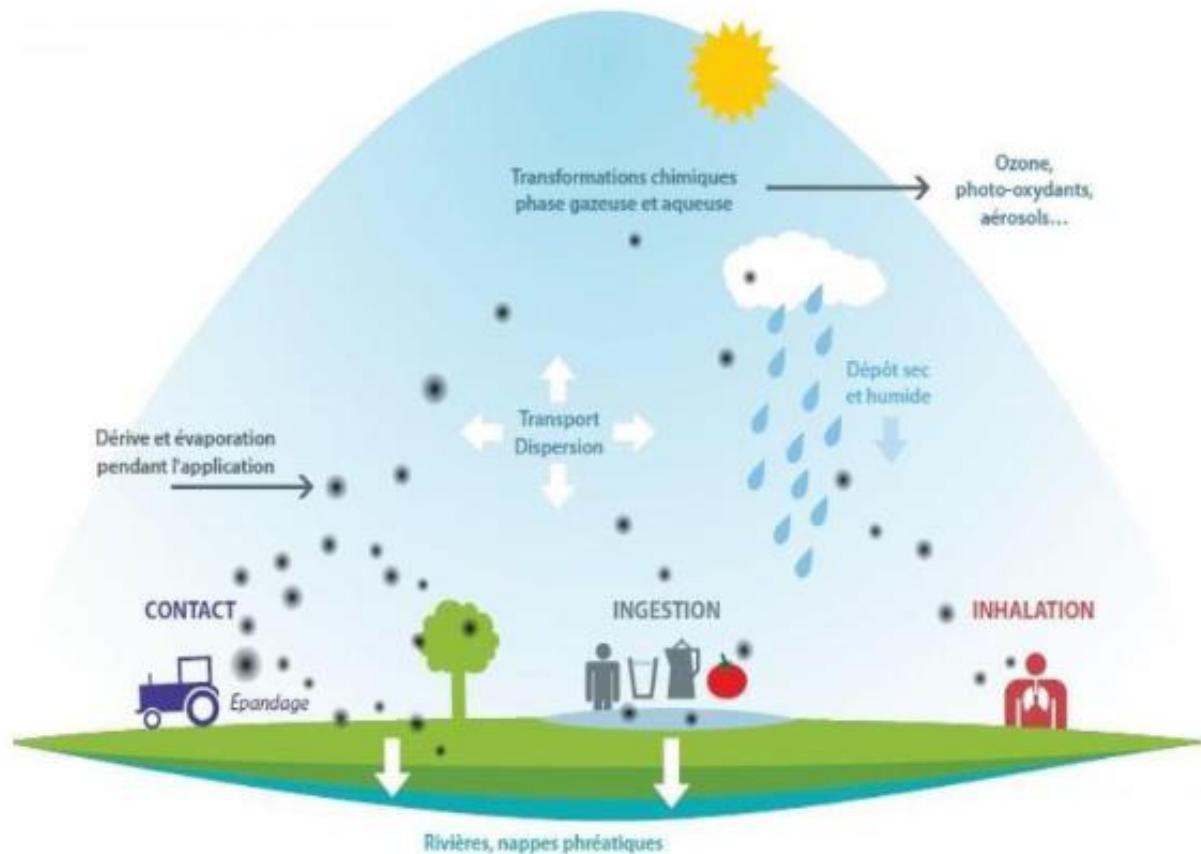 Transformations chimiques
phase gazeuse et aqueuse
Ozone,
photo-oxydants,
aérosols...
Dépôt sec
et humide
Transport
Dispersion
Dérive et évaporation
pendant l'application
CONTACT
INGESTION
INHALATION
Épandage
Rivières, nappes phréatiques